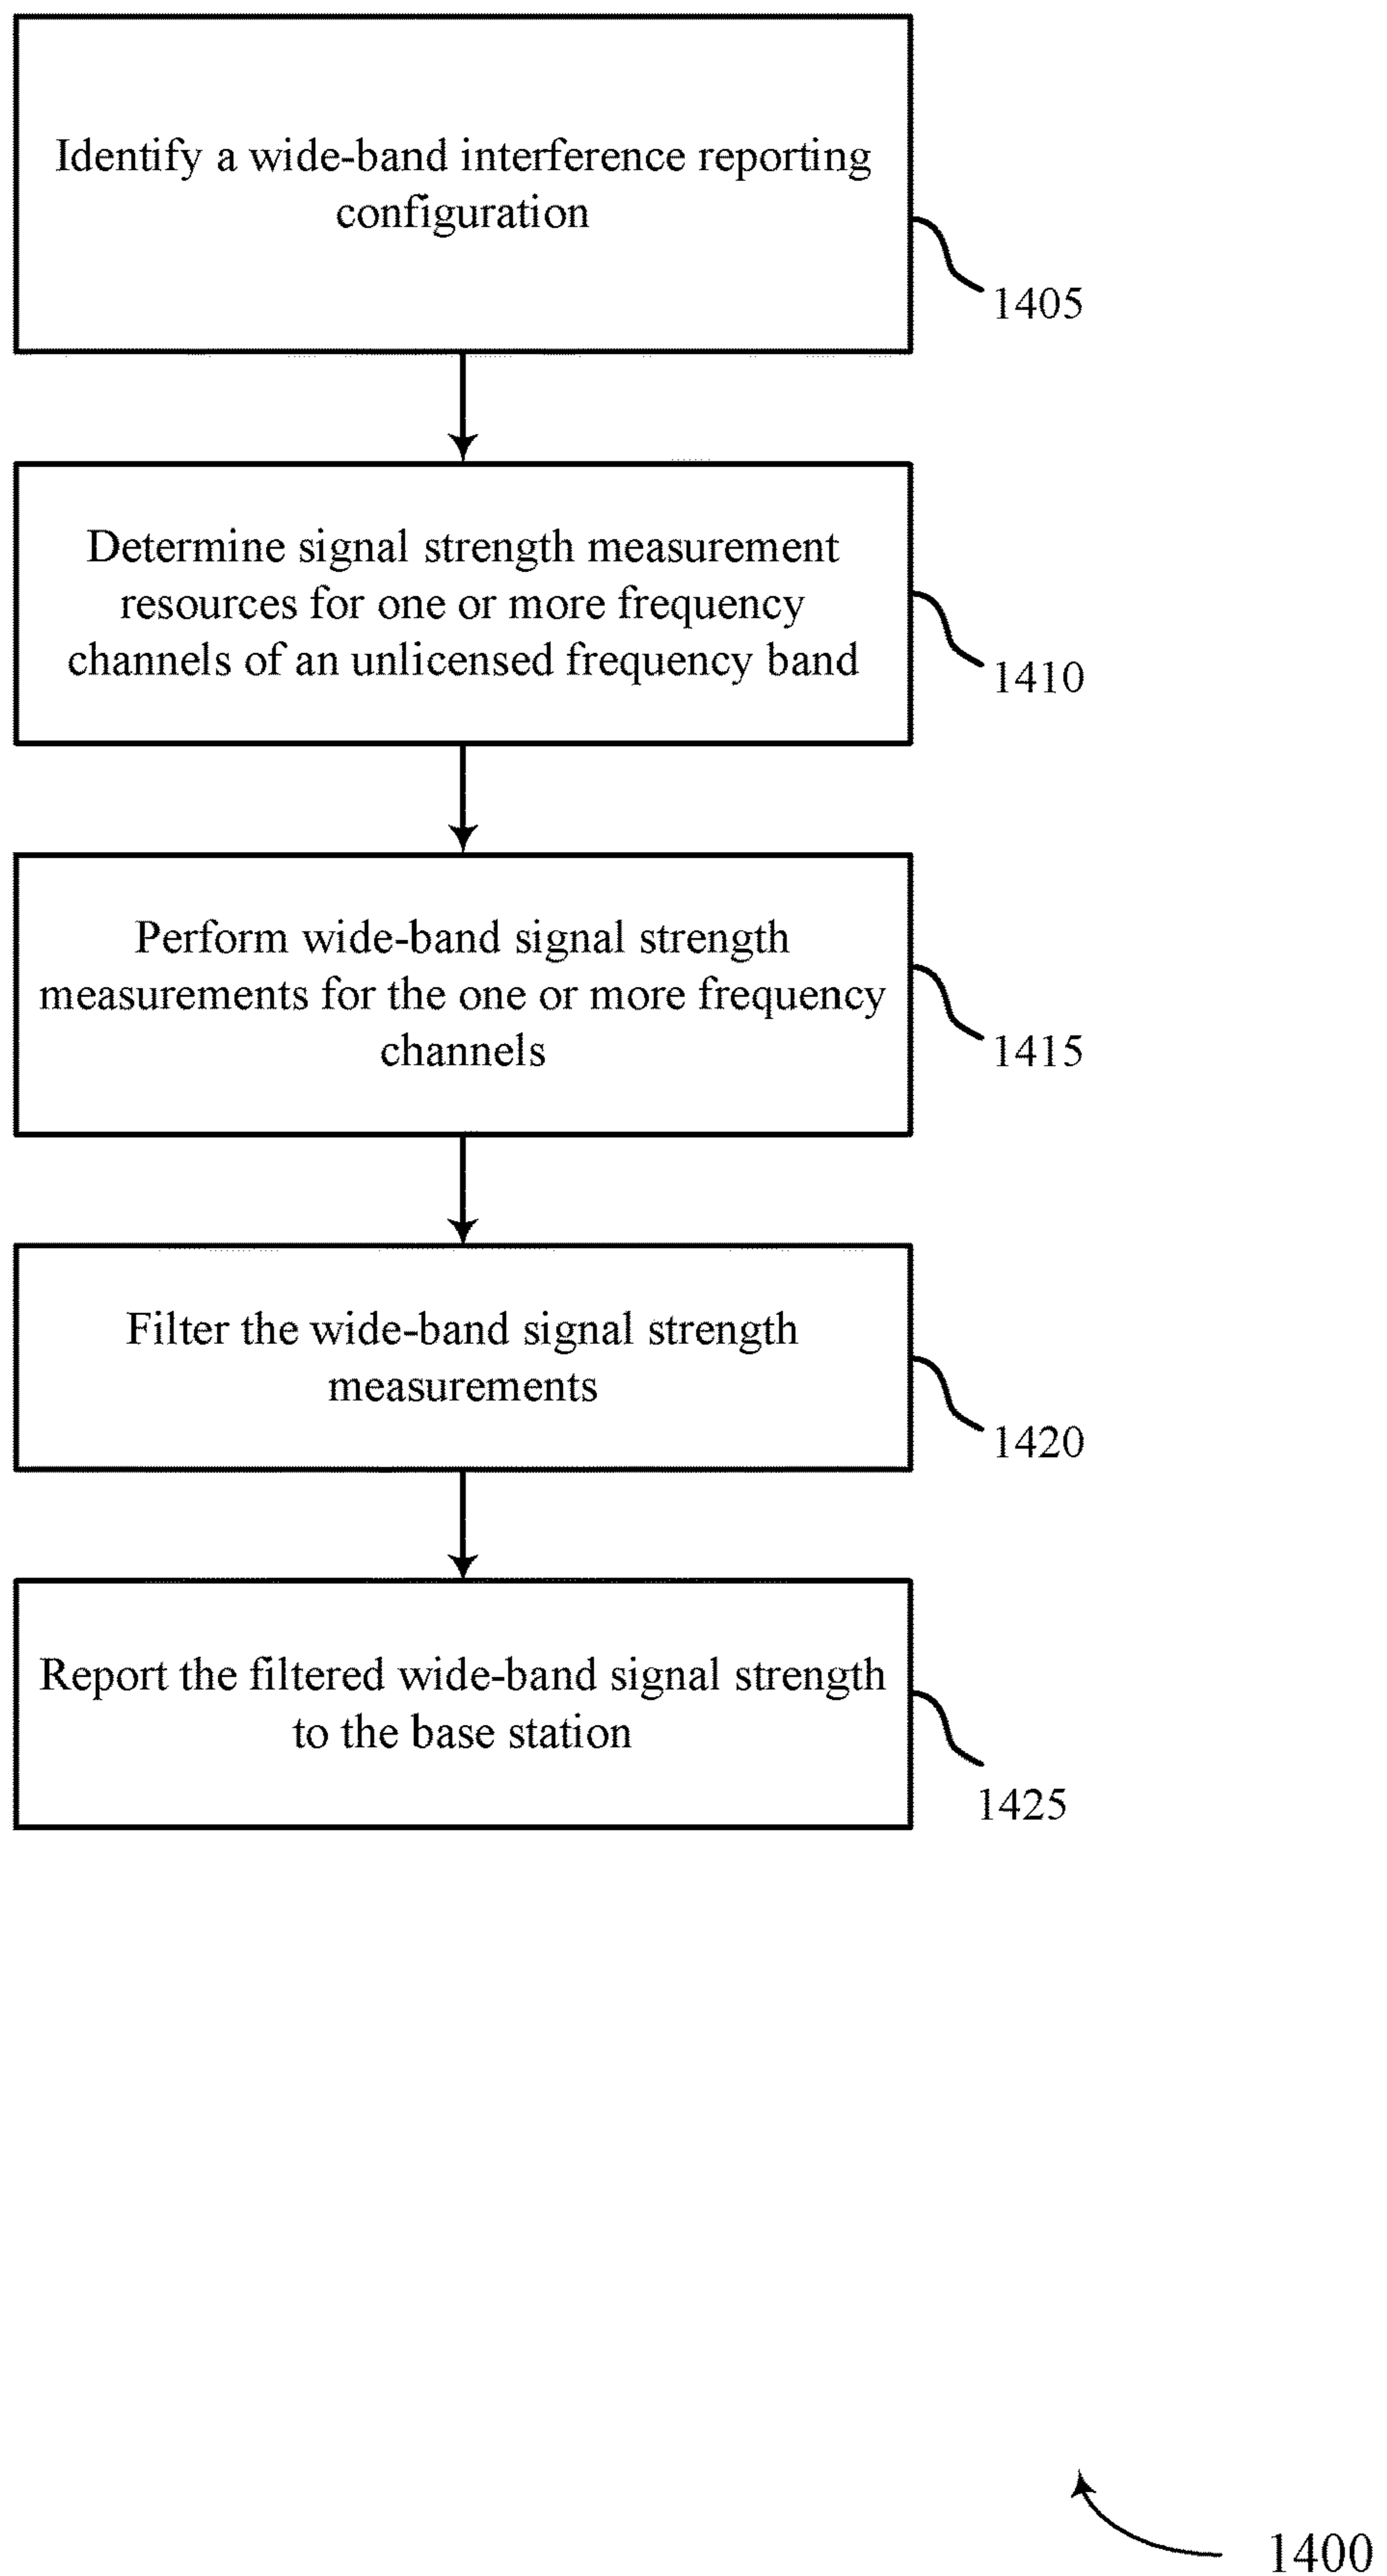 Identify a wide-band interference reporting
configuration
1405
Determine signal strength measurement
resources for one or more frequency
channels of an unlicensed frequency band
1410
Perform wide-band signal strength
measurements for the one or more frequency
channels
1415
Filter the wide-band signal strength
measurements
1420
Report the filtered wide-band signal strength
to the base station
1425
1400